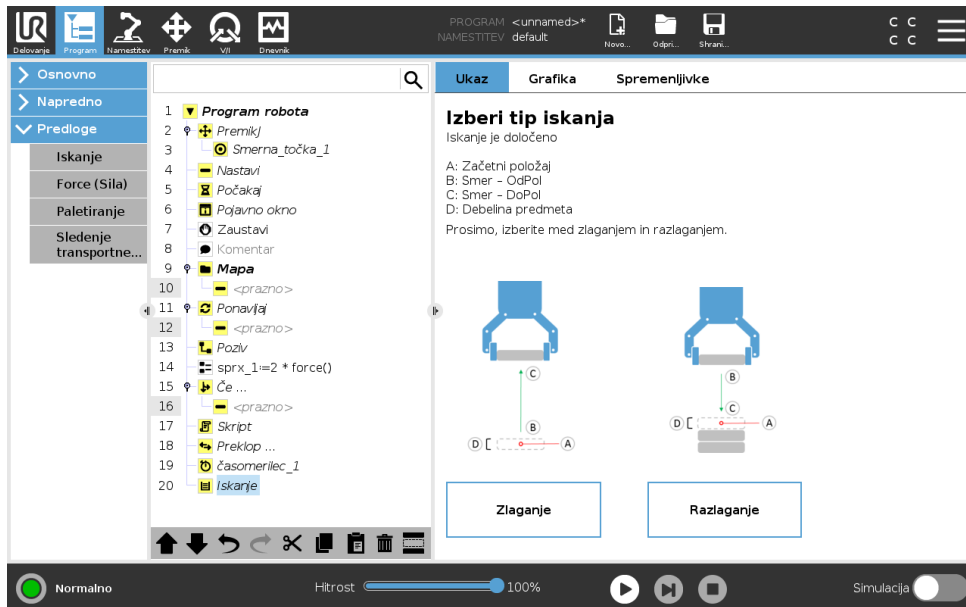 PROGRAM <unnamed>*
NAMESTITEV default
C C
C C
Delovanje
Program
Namestitev
Premik
V/I
Dnevnik
Novo...
Odpri...
Shrani...
Osnovno
Napredno
Predloge
Iskanje
Force (Sila)
Paletiranje
Sledenje
transportne...
1 Program robota
2 PremikJ
3 Smerna_točka_1
4 Nastavi
5 Počakaj
6 Pojavno okno
7 Zaustavi
8 Komentar
9 Mapa
10 <prazno>
11 Ponavljaj
12 <prazno>
13 Poziv
14 sprx_1:=2 * force()
15 Če ...
16 <prazno>
17 Skript
18 Preklop ...
19 časomerilec_1
20 Iskanje
Ukaz
Grafika
Spremenljivke
Izberi tip iskanja
Iskanje je določeno
A: Začetni položaj
B: Smer - OdPol
C: Smer - DoPol
D: Debelina predmeta
Prosimo, izberite med zlaganjem in razlaganjem.
C
B
D
A
B
C
D
A
Zlaganje
Razlaganje
Normalno
Hitrost
100%
Simulacija